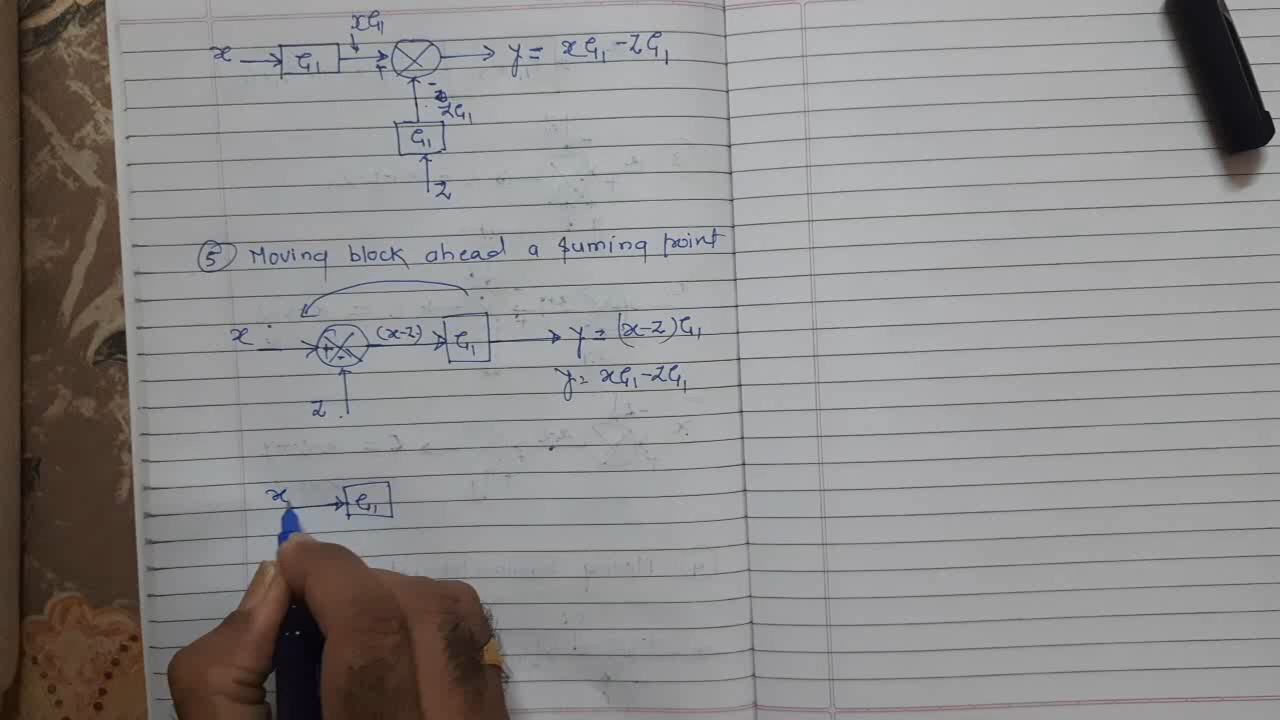 xG₁
x G₁ + - y = xG₁ - ZG₁
ZG₁
G₁
Z
⑤ Moving block ahead a suming point
x + - (x-Z) G₁ y = (x-Z)G₁
y = xG₁ - ZG₁
Z
x G₁